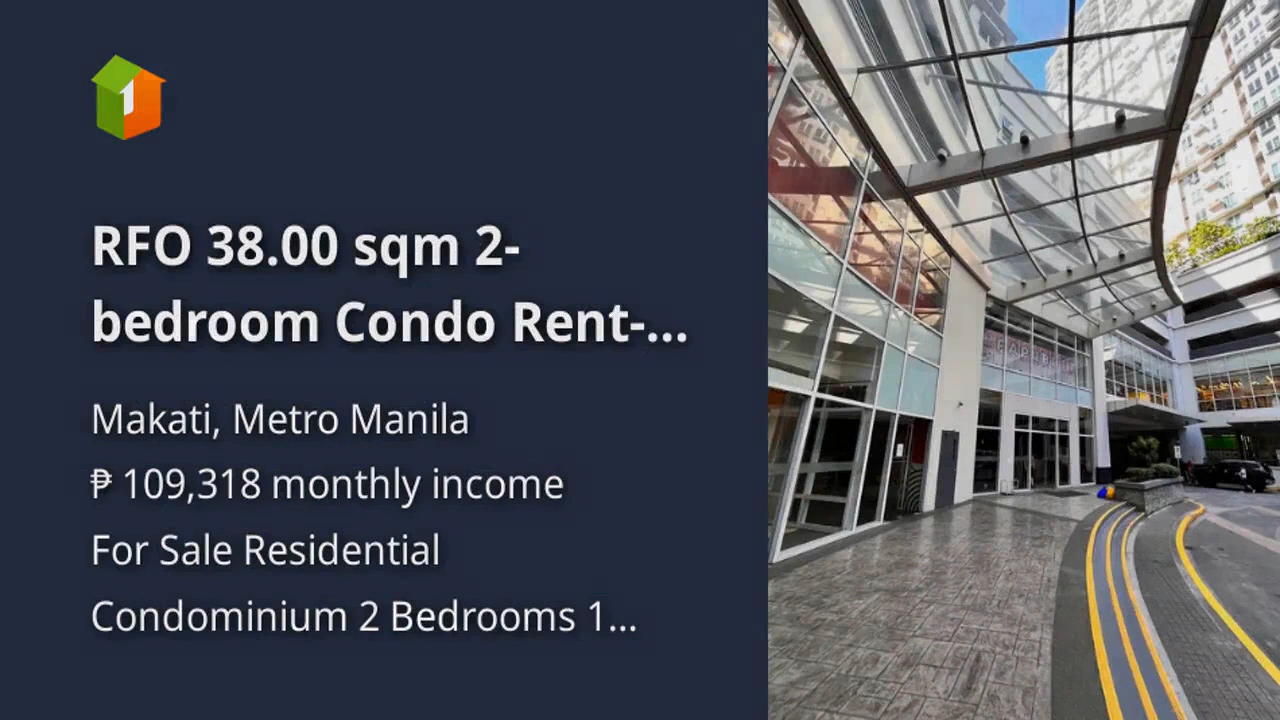 RFO 38.00 sqm 2-
bedroom Condo Rent-...
Makati, Metro Manila
₱ 109,318 monthly income
For Sale Residential
Condominium 2 Bedrooms 1...